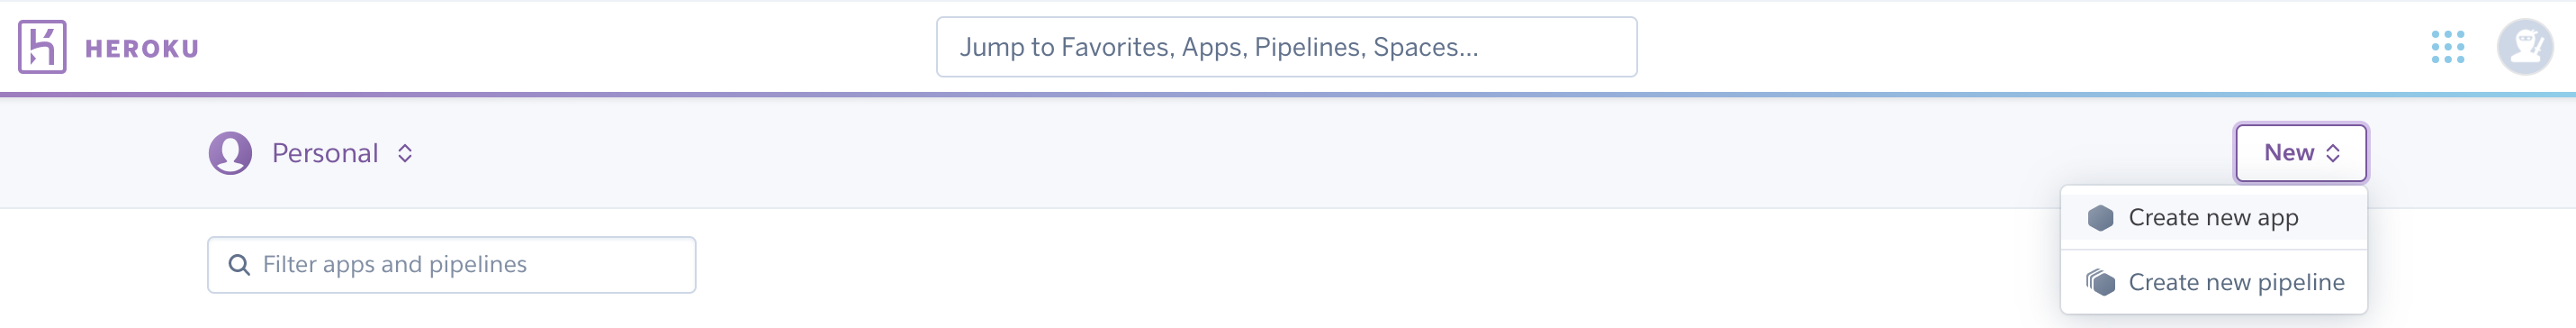 HEROKU
Jump to Favorites, Apps, Pipelines, Spaces...
Personal
New
Create new app
Filter apps and pipelines
Create new pipeline